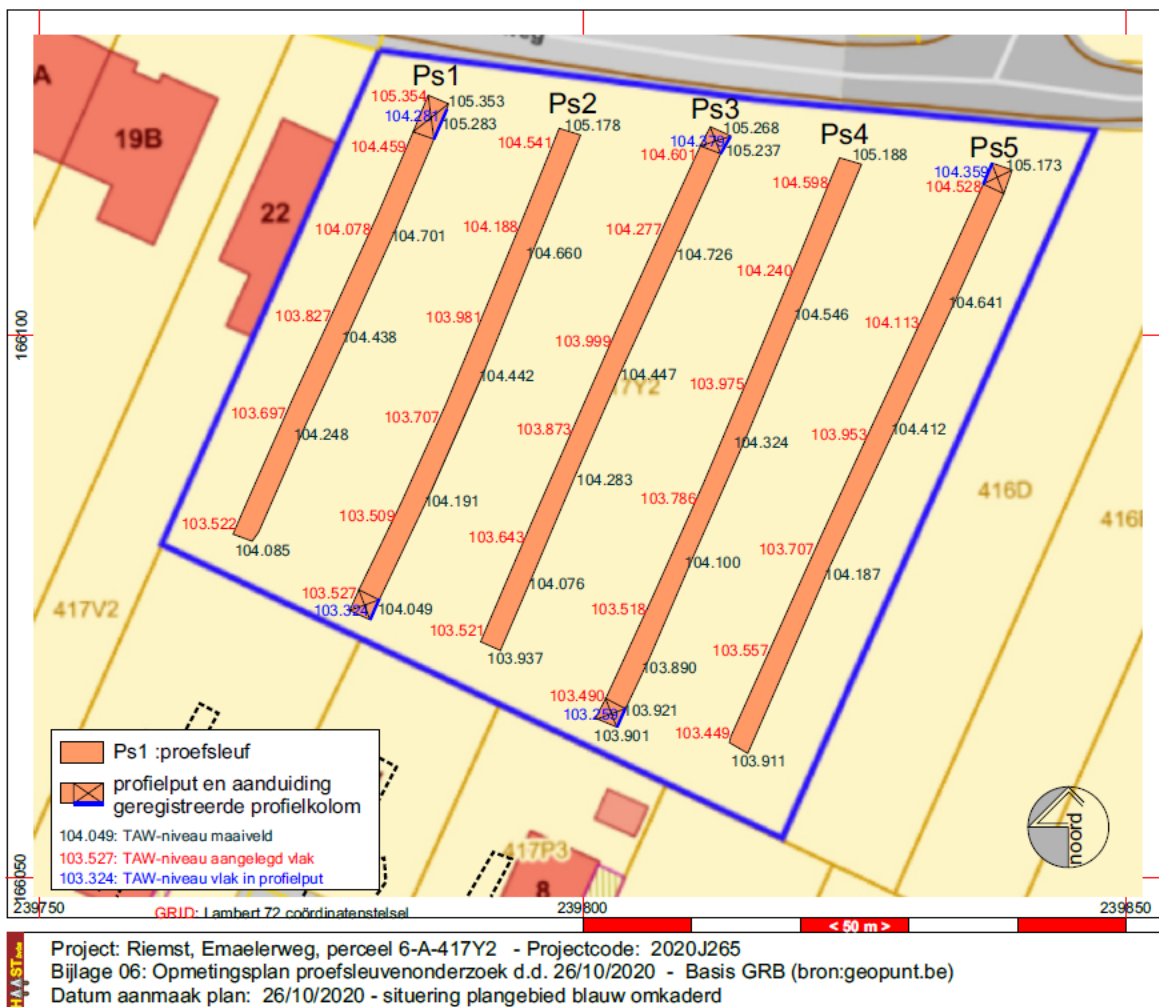 eg
Ps1
Ps2
Ps3
Ps4
Ps5
A
19B
22
105.354
105.353
104.281
105.283
104.459
104.078
104.701
103.827
104.438
103.697
104.248
103.522
104.085
104.541
105.178
104.188
104.660
103.981
104.442
103.707
104.191
103.509
103.527
103.324
104.049
105.268
104.379
105.237
104.601
104.277
104.726
103.999
104.447
103.873
104.283
103.643
104.076
103.521
103.937
105.188
104.598
104.240
104.546
103.975
104.324
103.786
104.100
103.518
103.890
103.490
103.259
103.921
103.901
105.173
104.359
104.528
104.641
104.113
104.412
103.953
103.707
104.187
103.557
103.449
103.911
17Y2
416D
416
417V2
417P3
8
166100
166050
Ps1 :proefsleuf
profielput en aanduiding
geregistreerde profielkolom
104.049: TAW-niveau maaiveld
103.527: TAW-niveau aangelegd vlak
103.324: TAW-niveau vlak in profielput
noord
239750
239800
239850
GRID: Lambert 72 coördinatenstelsel
< 50 m >
HAAST
Project: Riemst, Emaelerweg, perceel 6-A-417Y2 - Projectcode: 2020J265
Bijlage 06: Opmetingsplan proefsleuvenonderzoek d.d. 26/10/2020 - Basis GRB (bron:geopunt.be)
Datum aanmaak plan: 26/10/2020 - situering plangebied blauw omkaderd